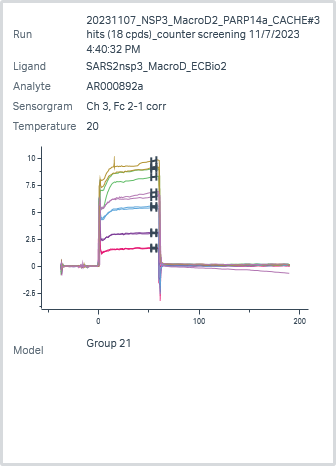 Run 20231107_NSP3_MacroD2_PARP14a_CACHE#3
hits (18 cpds)_counter screening 11/7/2023
4:40:32 PM
Ligand SARS2nsp3_MacroD_ECBio2
Analyte AR000892a
Sensorgram Ch 3, Fc 2-1 corr
Temperature 20
10
7.5
5
2.5
0
-2.5
0 100 200
Model Group 21